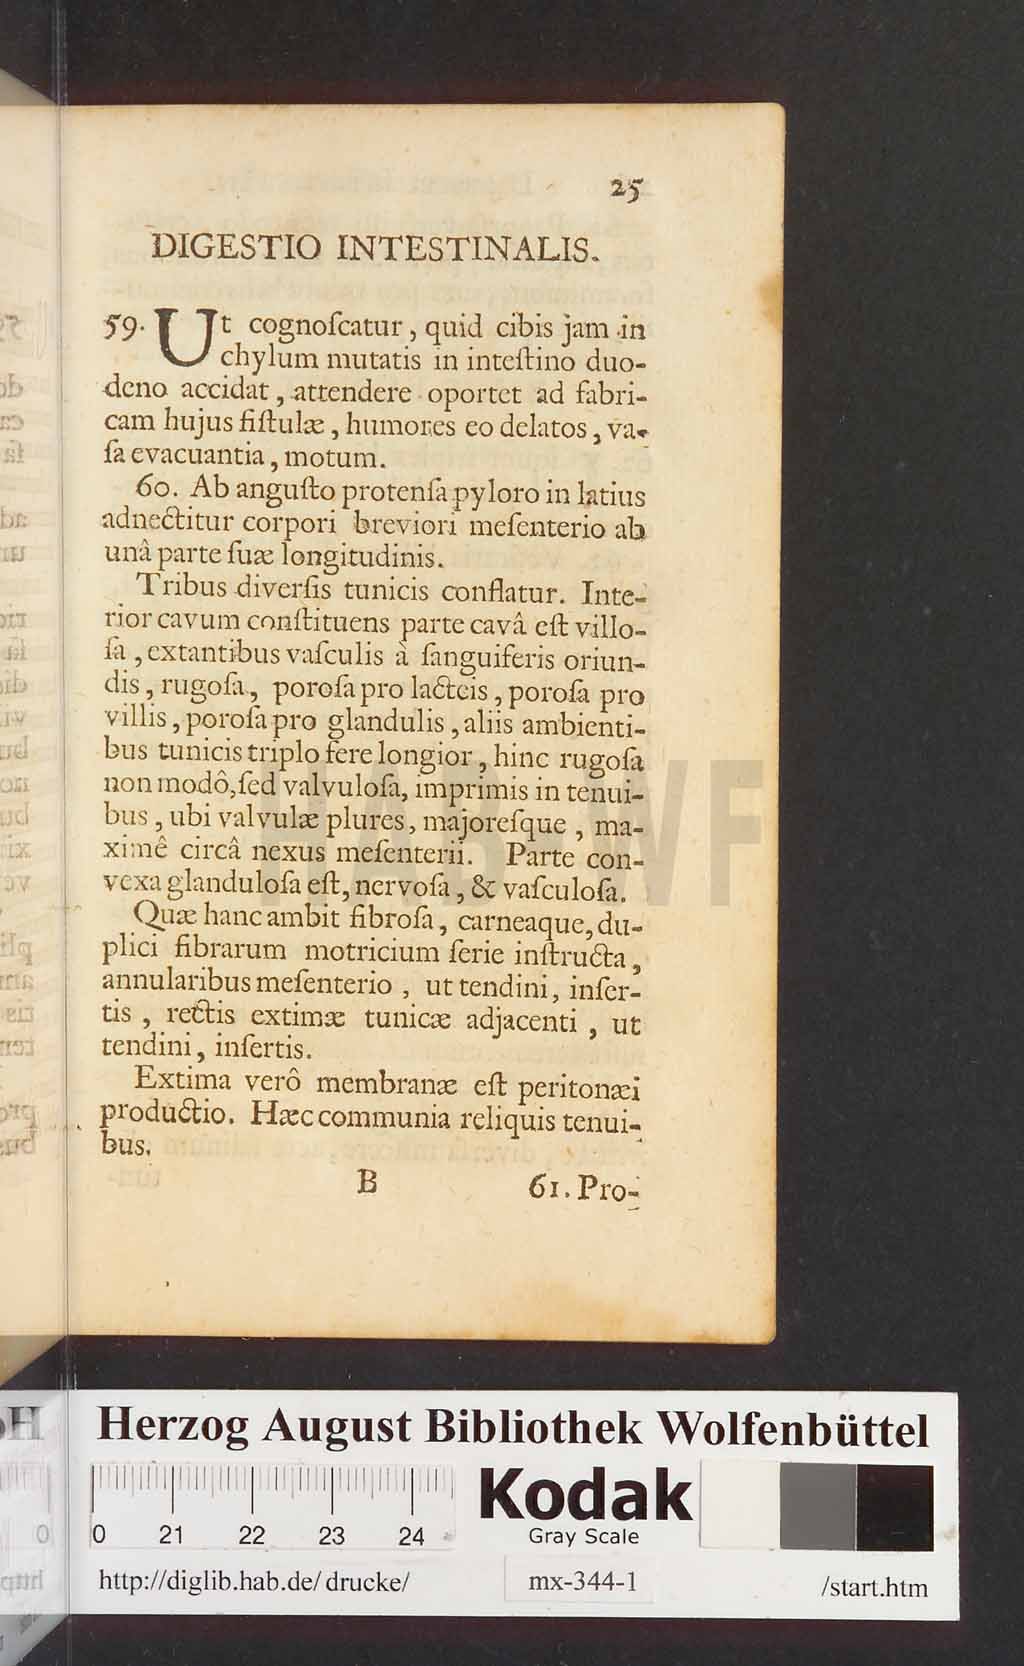 25
DIGESTIO INTESTINALIS.
59. Ut cognoſcatur, quid cibis jam in
chylum mutatis in inteſtino duo-
deno accidat, attendere oportet ad fabri-
cam hujus fiſtulæ, humores eo delatos, va-
ſa evacuantia, motum.
60. Ab anguſto protenſa pyloro in latius
adnectitur corpori breviori meſenterio ab
unâ parte ſuæ longitudinis.
Tribus diverſis tunicis conflatur. Inte-
rior cavum conſtituens parte cavâ eſt villo-
ſa, extantibus vaſculis à ſanguiferis oriun-
dis, rugoſa, poroſa pro lacteis, poroſa pro
villis, poroſa pro glandulis, aliis ambienti-
bus tunicis triplo fere longior, hinc rugoſa
non modô, ſed valvuloſa, imprimis in tenui-
bus, ubi valvulæ plures, majoreſque, ma-
ximê circâ nexus meſenterii. Parte con-
vexa glanduloſa eſt, nervoſa, & vaſculoſa.
Quæ hanc ambit fibroſa, carneaque, du-
plici fibrarum motricium ſerie inſtructa,
annularibus meſenterio, ut tendini, inſer-
tis, rectis extimæ tunicæ adjacenti, ut
tendini, inſertis.
Extima verô membranæ eſt peritonæi
productio. Hæc communia reliquis tenui-
bus.
B 61. Pro-
HAB WF
Herzog August Bibliothek Wolfenbüttel
0 21 22 23 24
Kodak
Gray Scale
http://diglib.hab.de/drucke/ mx-344-1 /start.htm